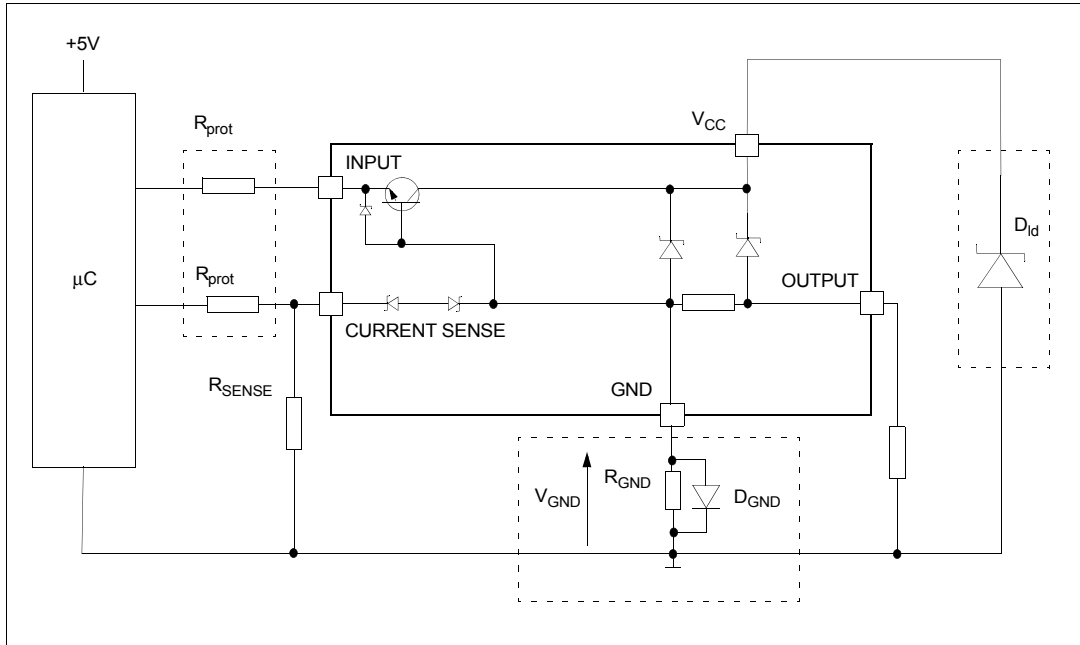 +5V
R_prot
V_CC
INPUT
D_ld
µC
R_prot
OUTPUT
CURRENT SENSE
R_SENSE
GND
R_GND
V_GND
D_GND